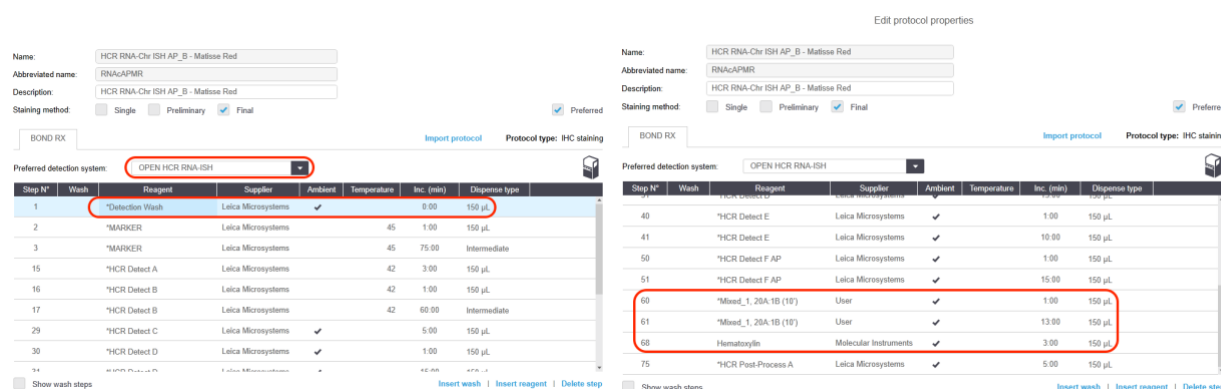 Edit protocol properties
Name: HCR RNA-Chr ISH AP_B - Matisse Red
Abbreviated name: RNAcAPMR
Description: HCR RNA-Chr ISH AP_B - Matisse Red
Staining method: Single Preliminary Final Preferred
BOND RX Import protocol Protocol type: IHC staining
Preferred detection system: OPEN HCR RNA-ISH
Step N° Wash Reagent Supplier Ambient Temperature Inc. (min) Dispense type
1 *Detection Wash Leica Microsystems ✔ 0:00 150 µL
2 *MARKER Leica Microsystems 45 1:00 150 µL
3 *MARKER Leica Microsystems 45 75:00 Intermediate
15 *HCR Detect A Leica Microsystems 42 3:00 150 µL
16 *HCR Detect B Leica Microsystems 42 1:00 150 µL
17 *HCR Detect B Leica Microsystems 42 60:00 Intermediate
29 *HCR Detect C Leica Microsystems ✔ 5:00 150 µL
30 *HCR Detect D Leica Microsystems ✔ 1:00 150 µL
Show wash steps Insert wash | Insert reagent | Delete step
Name: HCR RNA-Chr ISH AP_B - Matisse Red
Abbreviated name: RNAcAPMR
Description: HCR RNA-Chr ISH AP_B - Matisse Red
Staining method: Single Preliminary Final Preferre
BOND RX Import protocol Protocol type: IHC stainin
Preferred detection system: OPEN HCR RNA-ISH
Step N° Wash Reagent Supplier Ambient Temperature Inc. (min) Dispense type
40 *HCR Detect E Leica Microsystems ✔ 1:00 150 µL
41 *HCR Detect E Leica Microsystems ✔ 10:00 150 µL
50 *HCR Detect F AP Leica Microsystems ✔ 1:00 150 µL
51 *HCR Detect F AP Leica Microsystems ✔ 15:00 150 µL
60 *Mixed_1, 20A:1B (10') User ✔ 1:00 150 µL
61 *Mixed_1, 20A:1B (10') User ✔ 13:00 150 µL
68 Hematoxylin Molecular Instruments ✔ 3:00 150 µL
75 *HCR Post-Process A Leica Microsystems ✔ 5:00 150 µL
Show wash steps Insert wash | Insert reagent | Delete step